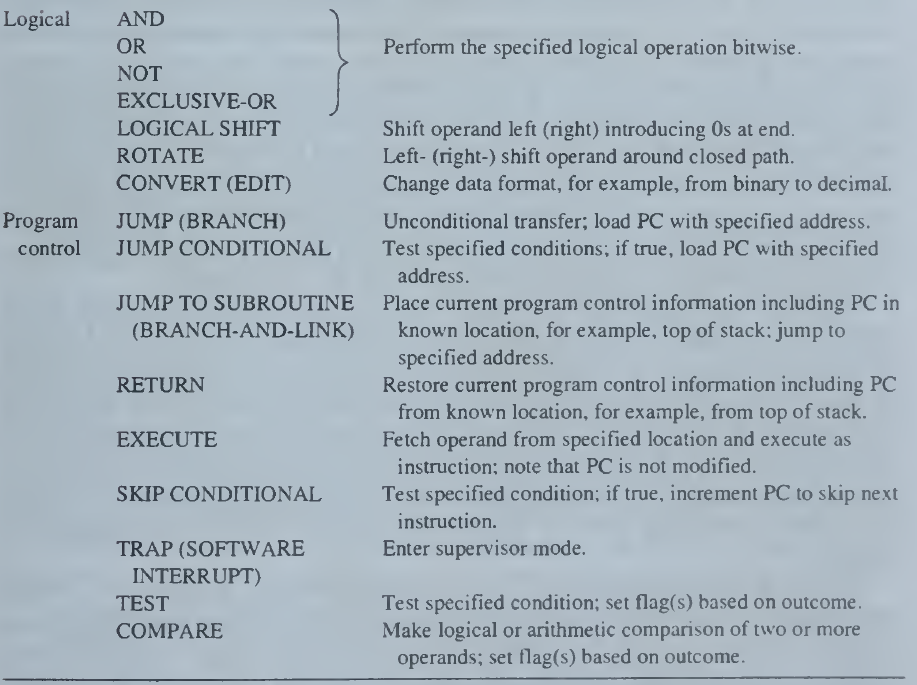 Logical AND
OR Perform the specified logical operation bitwise.
NOT
EXCLUSIVE-OR
LOGICAL SHIFT Shift operand left (right) introducing 0s at end.
ROTATE Left- (right-) shift operand around closed path.
CONVERT (EDIT) Change data format, for example, from binary to decimal.
Program JUMP (BRANCH) Unconditional transfer; load PC with specified address.
control JUMP CONDITIONAL Test specified conditions; if true, load PC with specified
address.
JUMP TO SUBROUTINE Place current program control information including PC in
(BRANCH-AND-LINK) known location, for example, top of stack; jump to
specified address.
RETURN Restore current program control information including PC
from known location, for example, from top of stack.
EXECUTE Fetch operand from specified location and execute as
instruction; note that PC is not modified.
SKIP CONDITIONAL Test specified condition; if true, increment PC to skip next
instruction.
TRAP (SOFTWARE Enter supervisor mode.
INTERRUPT)
TEST Test specified condition; set flag(s) based on outcome.
COMPARE Make logical or arithmetic comparison of two or more
operands; set flag(s) based on outcome.